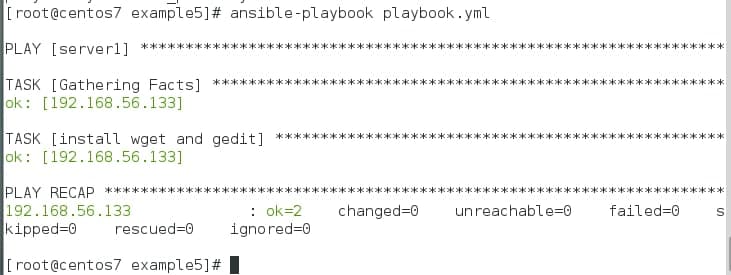 [root@centos7 example5]# ansible-playbook playbook.yml
PLAY [server1] *****************************************************************
TASK [Gathering Facts] *********************************************************
ok: [192.168.56.133]
TASK [install wget and gedit] **************************************************
ok: [192.168.56.133]
PLAY RECAP *********************************************************************
192.168.56.133             : ok=2    changed=0    unreachable=0    failed=0    s
kipped=0    rescued=0    ignored=0
[root@centos7 example5]#